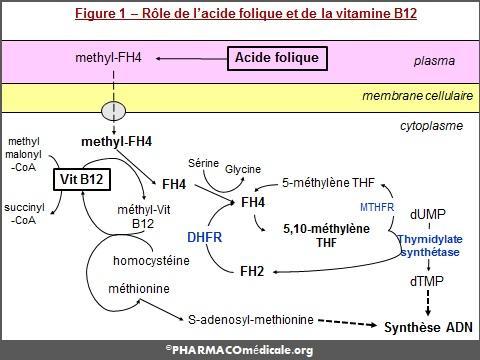 Figure 1 – Rôle de l'acide folique et de la vitamine B12
methyl-FH4
Acide folique
plasma
membrane cellulaire
cytoplasme
methyl
malonyl
-CoA
methyl-FH4
Sérine
Glycine
Vit B12
FH4
FH4
5-méthylène THF
MTHFR
dUMP
succinyl
-CoA
méthyl-Vit
B12
DHFR
5,10-méthylène
THF
Thymidylate
synthétase
homocystéine
FH2
dTMP
méthionine
S-adenosyl-methionine
Synthèse ADN
©PHARMACOmédicale.org